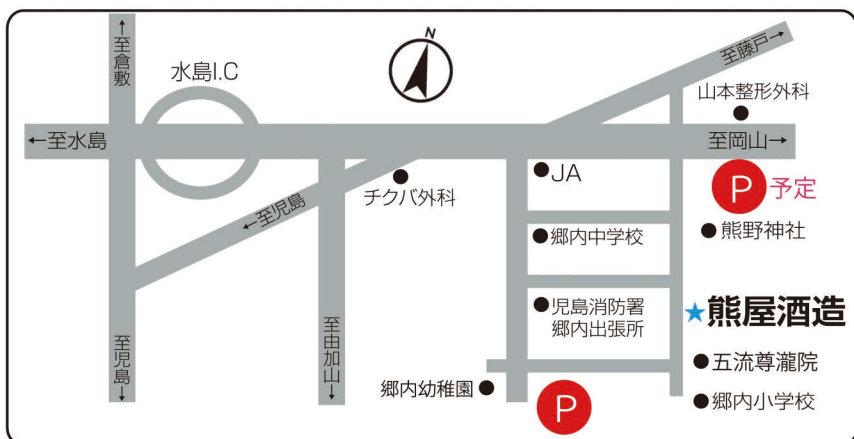 N
↑至倉敷
水島I.C
至藤戸→
山本整形外科
←至水島
至岡山→
チクバ外科
JA
P 予定
←至児島
郷内中学校
熊野神社
児島消防署
郷内出張所
★熊屋酒造
至児島↓
至由加山↓
五流尊瀧院
郷内幼稚園
P
郷内小学校